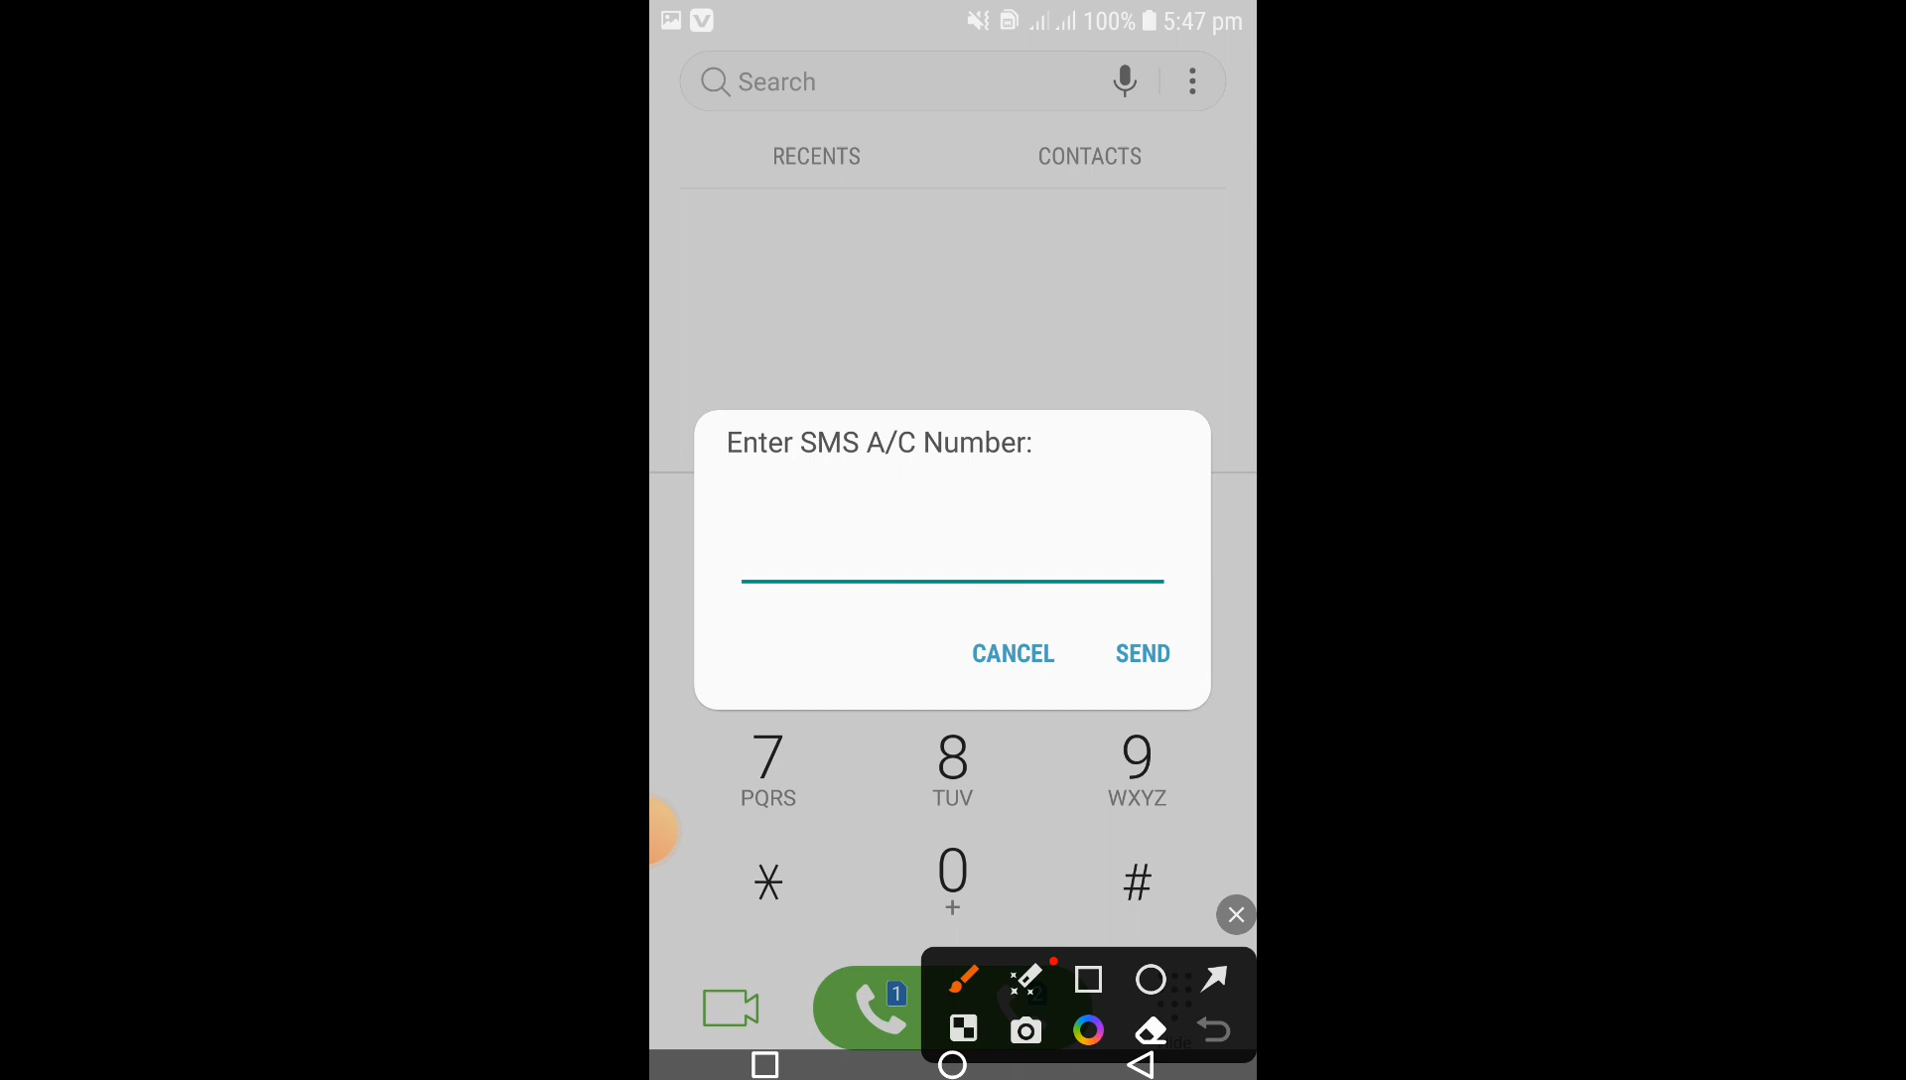 100% 5:47 pm
Search
RECENTS CONTACTS
Enter SMS A/C Number:
CANCEL SEND
7 8 9
PQRS TUV WXYZ
* 0 #
+
1 2